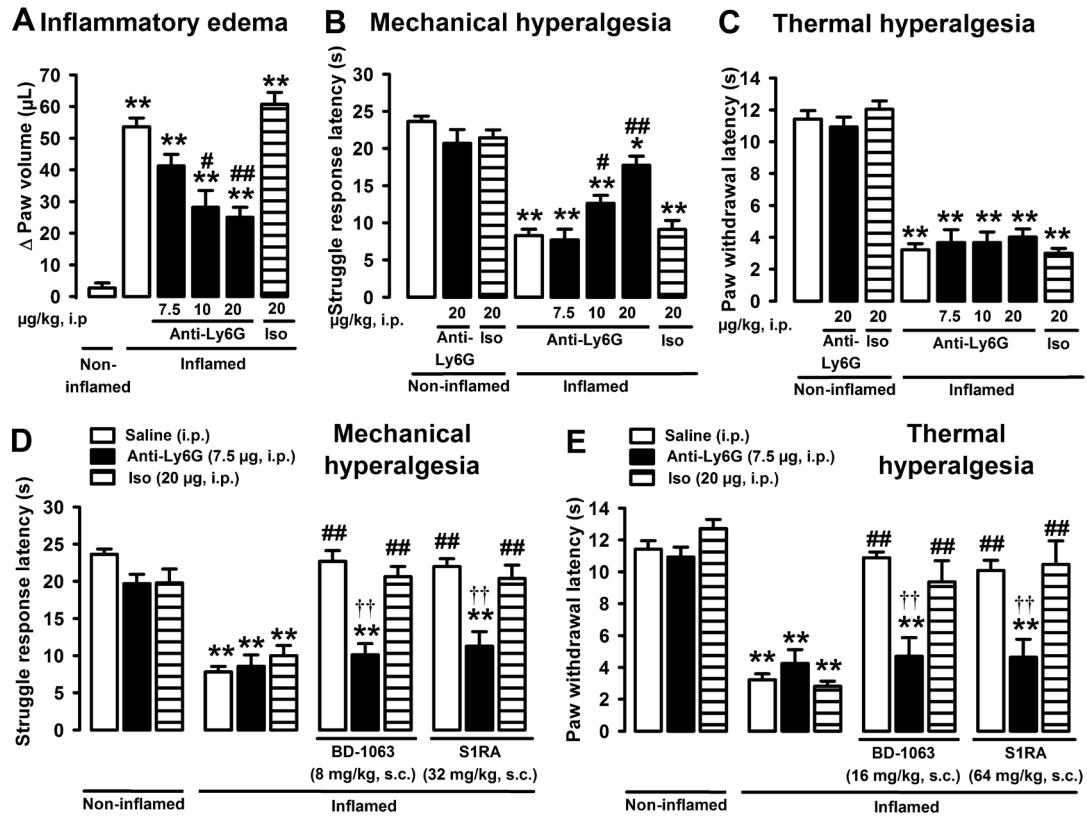 A Inflammatory edema
Δ Paw volume (µL)
70
60
50
40
30
20
10
0
**
**
#
**
##
**
**
7.5 10 20 20
µg/kg, i.p
Anti-Ly6G Iso
Non-
inflamed
Inflamed
B Mechanical hyperalgesia
Struggle response latency (s)
30
25
20
15
10
5
0
**
**
#
**
##
*
**
20 20 7.5 10 20 20
µg/kg, i.p.
Anti-
Ly6G
Iso
Anti-Ly6G
Iso
Non-inflamed
Inflamed
C Thermal hyperalgesia
Paw withdrawal latency (s)
14
12
10
8
6
4
2
0
**
**
**
**
**
20 20 7.5 10 20 20
µg/kg, i.p.
Anti-
Ly6G
Iso
Anti-Ly6G
Iso
Non-inflamed
Inflamed
D
Saline (i.p.)
Anti-Ly6G (7.5 µg, i.p.)
Iso (20 µg, i.p.)
Mechanical
hyperalgesia
Struggle response latency (s)
30
25
20
15
10
5
0
**
**
**
##
††
**
##
##
††
**
##
BD-1063
(8 mg/kg, s.c.)
S1RA
(32 mg/kg, s.c.)
Non-inflamed
Inflamed
E
Saline (i.p.)
Anti-Ly6G (7.5 µg, i.p.)
Iso (20 µg, i.p.)
Thermal
hyperalgesia
Paw withdrawal latency (s)
14
12
10
8
6
4
2
0
**
**
**
##
††
**
##
##
††
**
##
BD-1063
(16 mg/kg, s.c.)
S1RA
(64 mg/kg, s.c.)
Non-inflamed
Inflamed